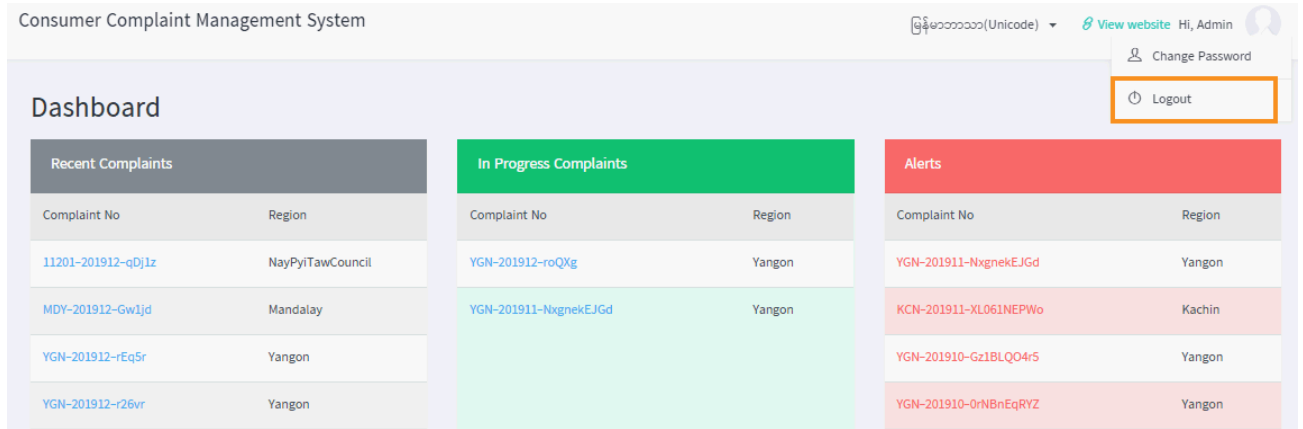 Consumer Complaint Management System
မြန်မာဘာသာ(Unicode) View website Hi, Admin
Change Password
Logout
Dashboard
Recent Complaints
Complaint No Region
11201-201912-qDj1z NayPyiTawCouncil
MDY-201912-Gw1jd Mandalay
YGN-201912-rEq5r Yangon
YGN-201912-r26vr Yangon
In Progress Complaints
Complaint No Region
YGN-201912-roQXg Yangon
YGN-201911-NxgnekEJGd Yangon
Alerts
Complaint No Region
YGN-201911-NxgnekEJGd Yangon
KCN-201911-XL061NEPWo Kachin
YGN-201910-Gz1BLQO4r5 Yangon
YGN-201910-0rNBnEqRYZ Yangon